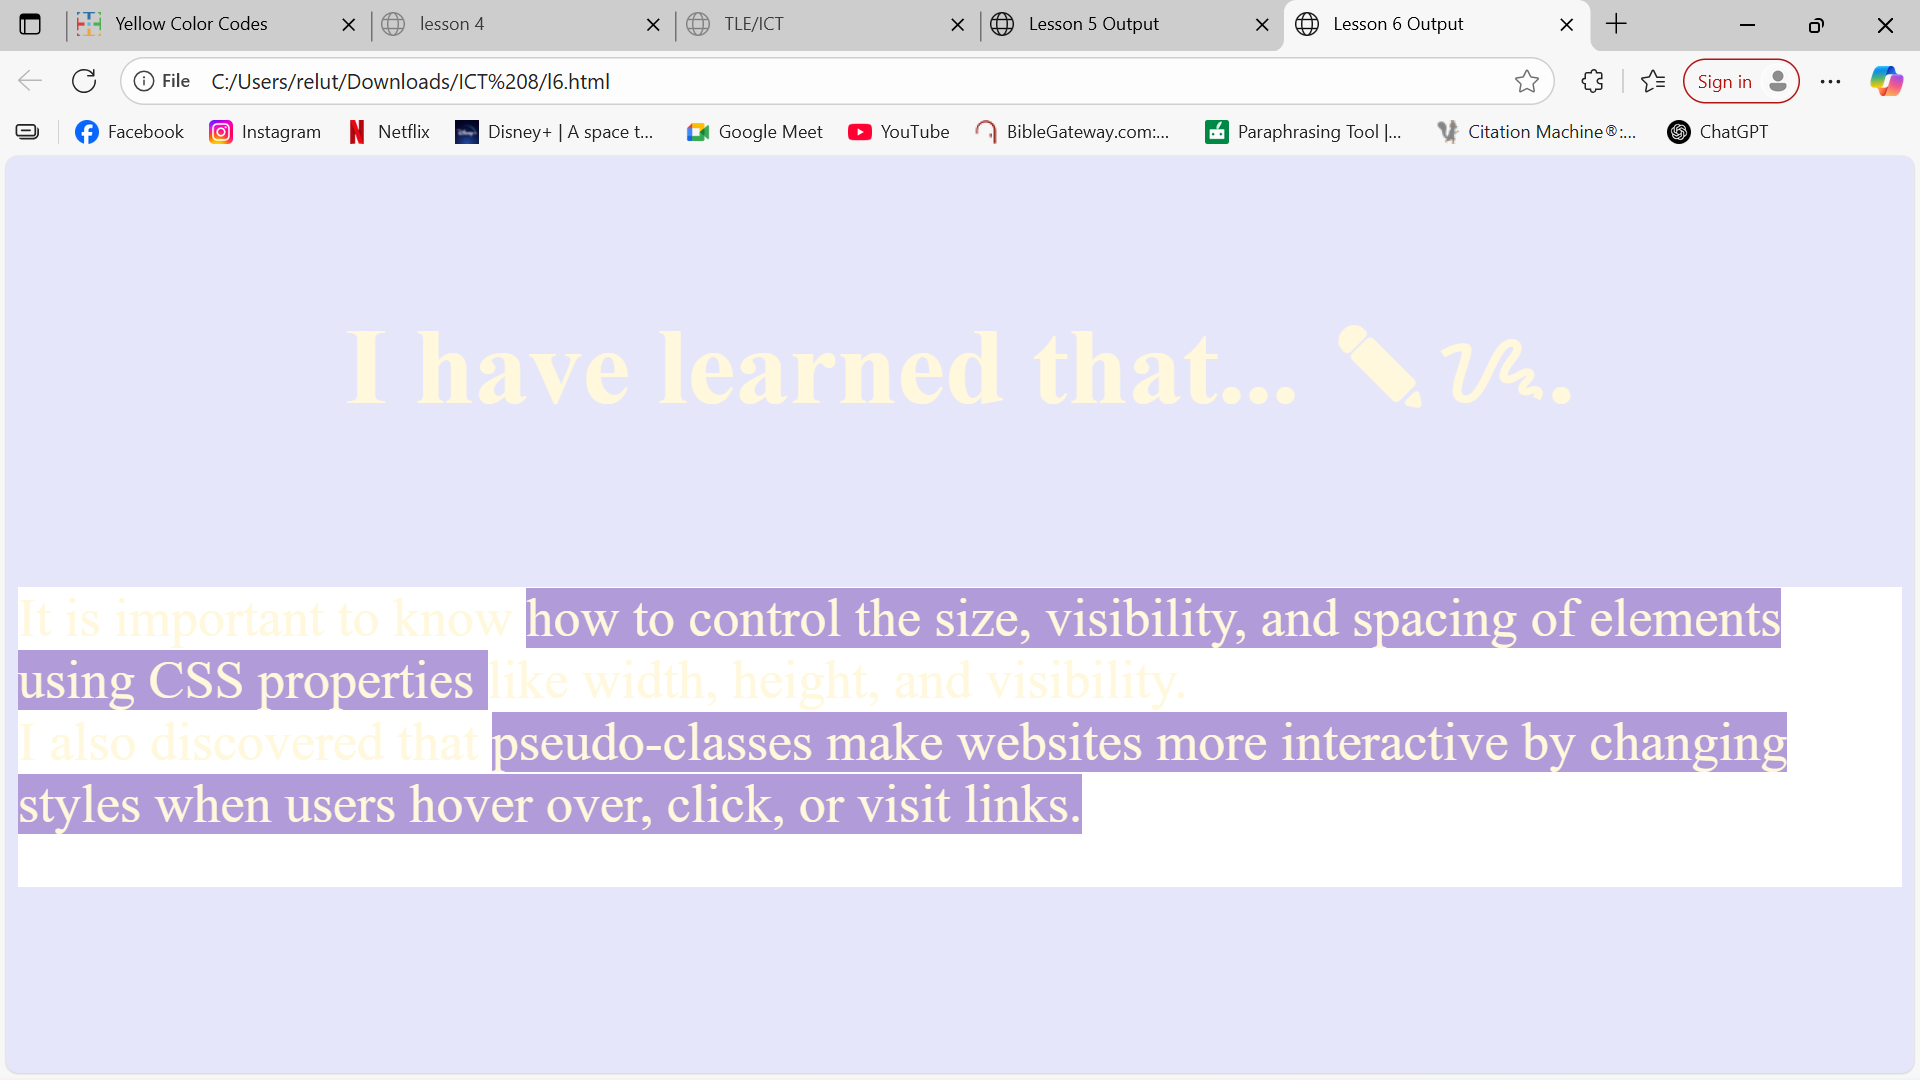 Yellow Color Codes
lesson 4
TLE/ICT
Lesson 5 Output
Lesson 6 Output
File C:/Users/relut/Downloads/ICT%208/l6.html
Sign in
Facebook
Instagram
Netflix
Disney+ | A space t...
Google Meet
YouTube
BibleGateway.com:...
Paraphrasing Tool |...
Citation Machine®:...
ChatGPT
I have learned that... ✏︎ᝰ.
It is important to know how to control the size, visibility, and spacing of elements
using CSS properties like width, height, and visibility.
I also discovered that pseudo-classes make websites more interactive by changing
styles when users hover over, click, or visit links.